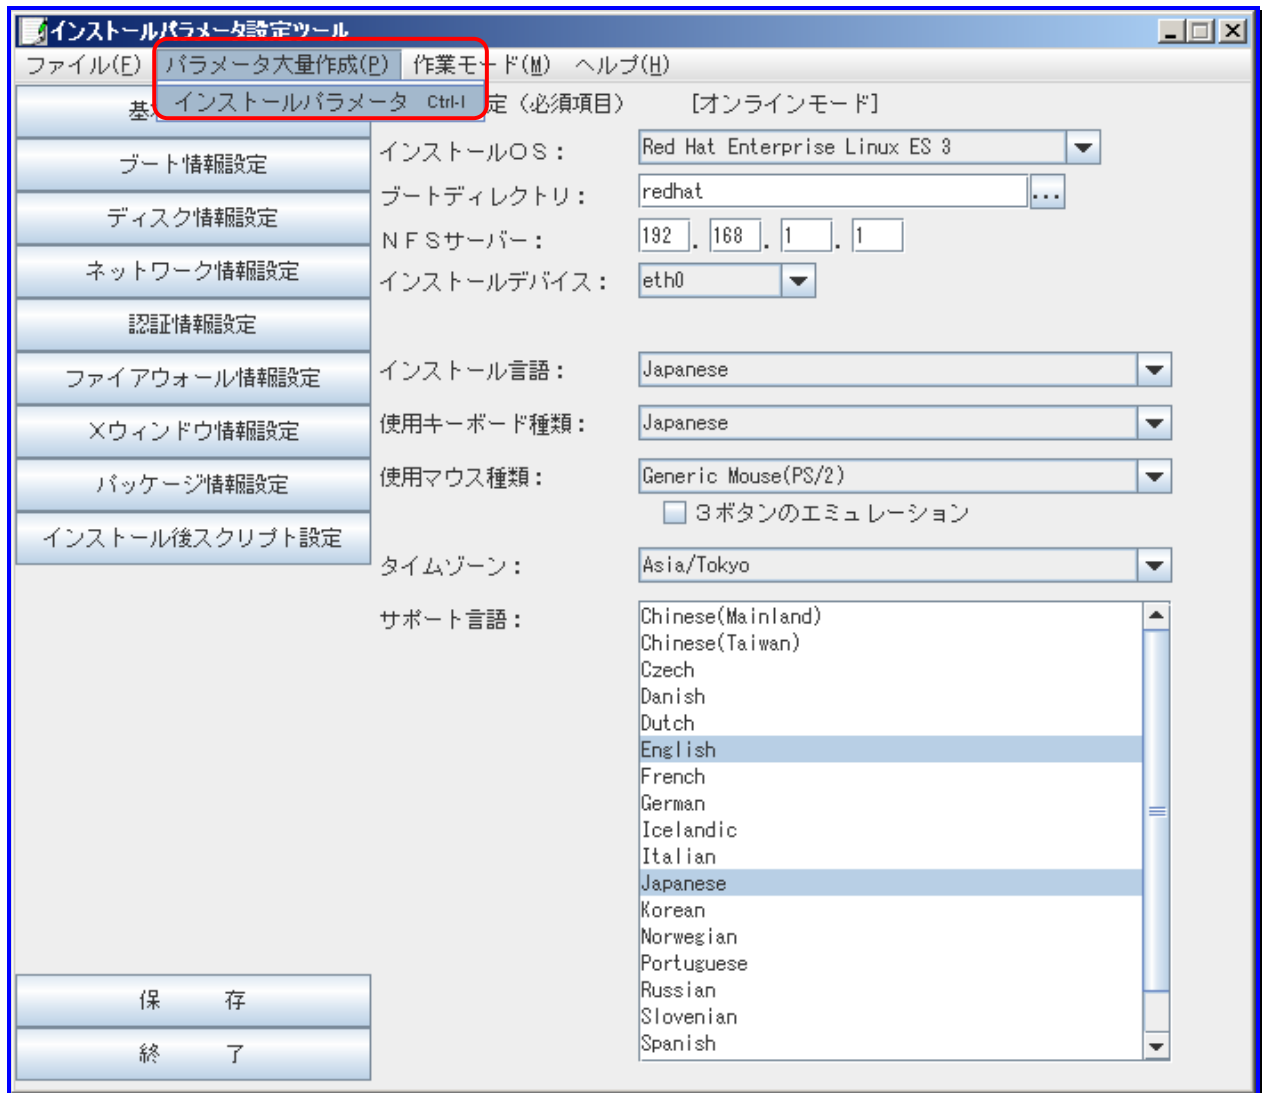 インストールパラメータ設定ツール
ファイル(F) パラメータ大量作成(P) 作業モード(M) ヘルプ(H)
インストールパラメータ Ctrl-I
基
定（必須項目） [オンラインモード]
ブート情報設定
ディスク情報設定
ネットワーク情報設定
認証情報設定
ファイアウォール情報設定
Xウィンドウ情報設定
パッケージ情報設定
インストール後スクリプト設定
保 存
終 了
インストールＯＳ： Red Hat Enterprise Linux ES 3
ブートディレクトリ： redhat ...
ＮＦＳサーバー： 192 . 168 . 1 . 1
インストールデバイス： eth0
インストール言語： Japanese
使用キーボード種類： Japanese
使用マウス種類： Generic Mouse(PS/2)
３ボタンのエミュレーション
タイムゾーン： Asia/Tokyo
サポート言語： Chinese(Mainland)
Chinese(Taiwan)
Czech
Danish
Dutch
English
French
German
Icelandic
Italian
Japanese
Korean
Norwegian
Portuguese
Russian
Slovenian
Spanish